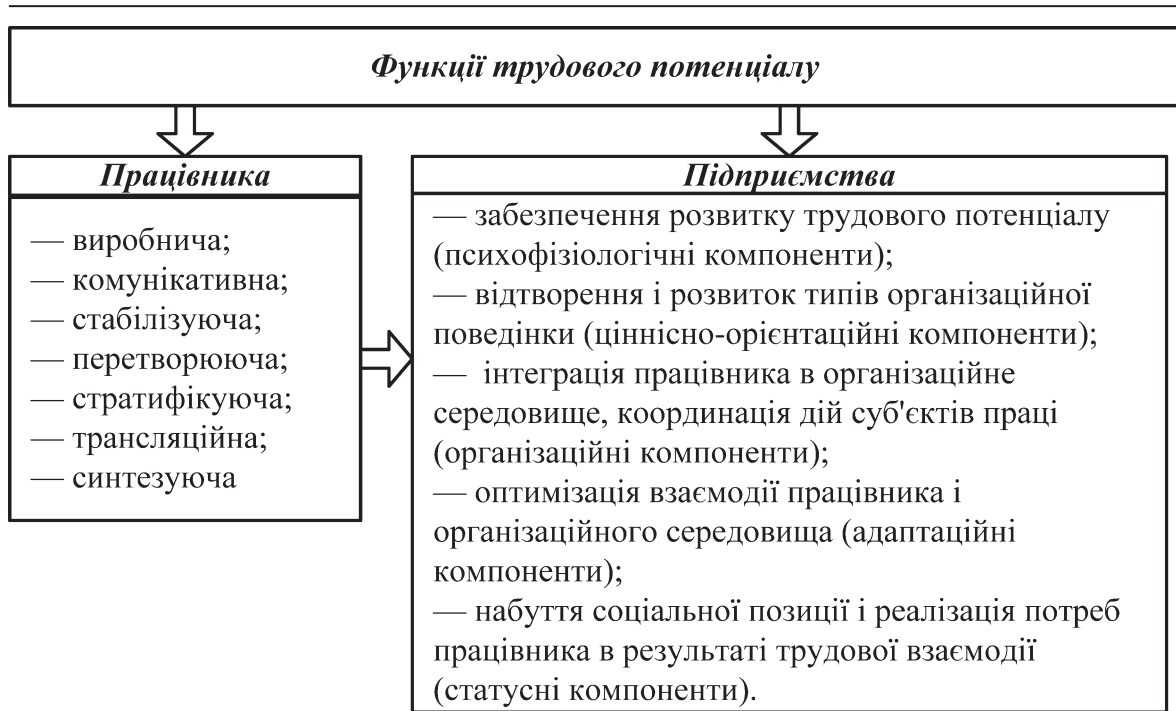 Функції трудового потенціалу
Працівника
— виробнича;
— комунікативна;
— стабілізуюча;
— перетворююча;
— стратифікуюча;
— трансляційна;
— синтезуюча
Підприємства
— забезпечення розвитку трудового потенціалу
(психофізіологічні компоненти);
— відтворення і розвиток типів організаційної
поведінки (ціннісно-орієнтаційні компоненти);
— інтеграція працівника в організаційне
середовище, координація дій суб'єктів праці
(організаційні компоненти);
— оптимізація взаємодії працівника і
організаційного середовища (адаптаційні
компоненти);
— набуття соціальної позиції і реалізація потреб
працівника в результаті трудової взаємодії
(статусні компоненти).